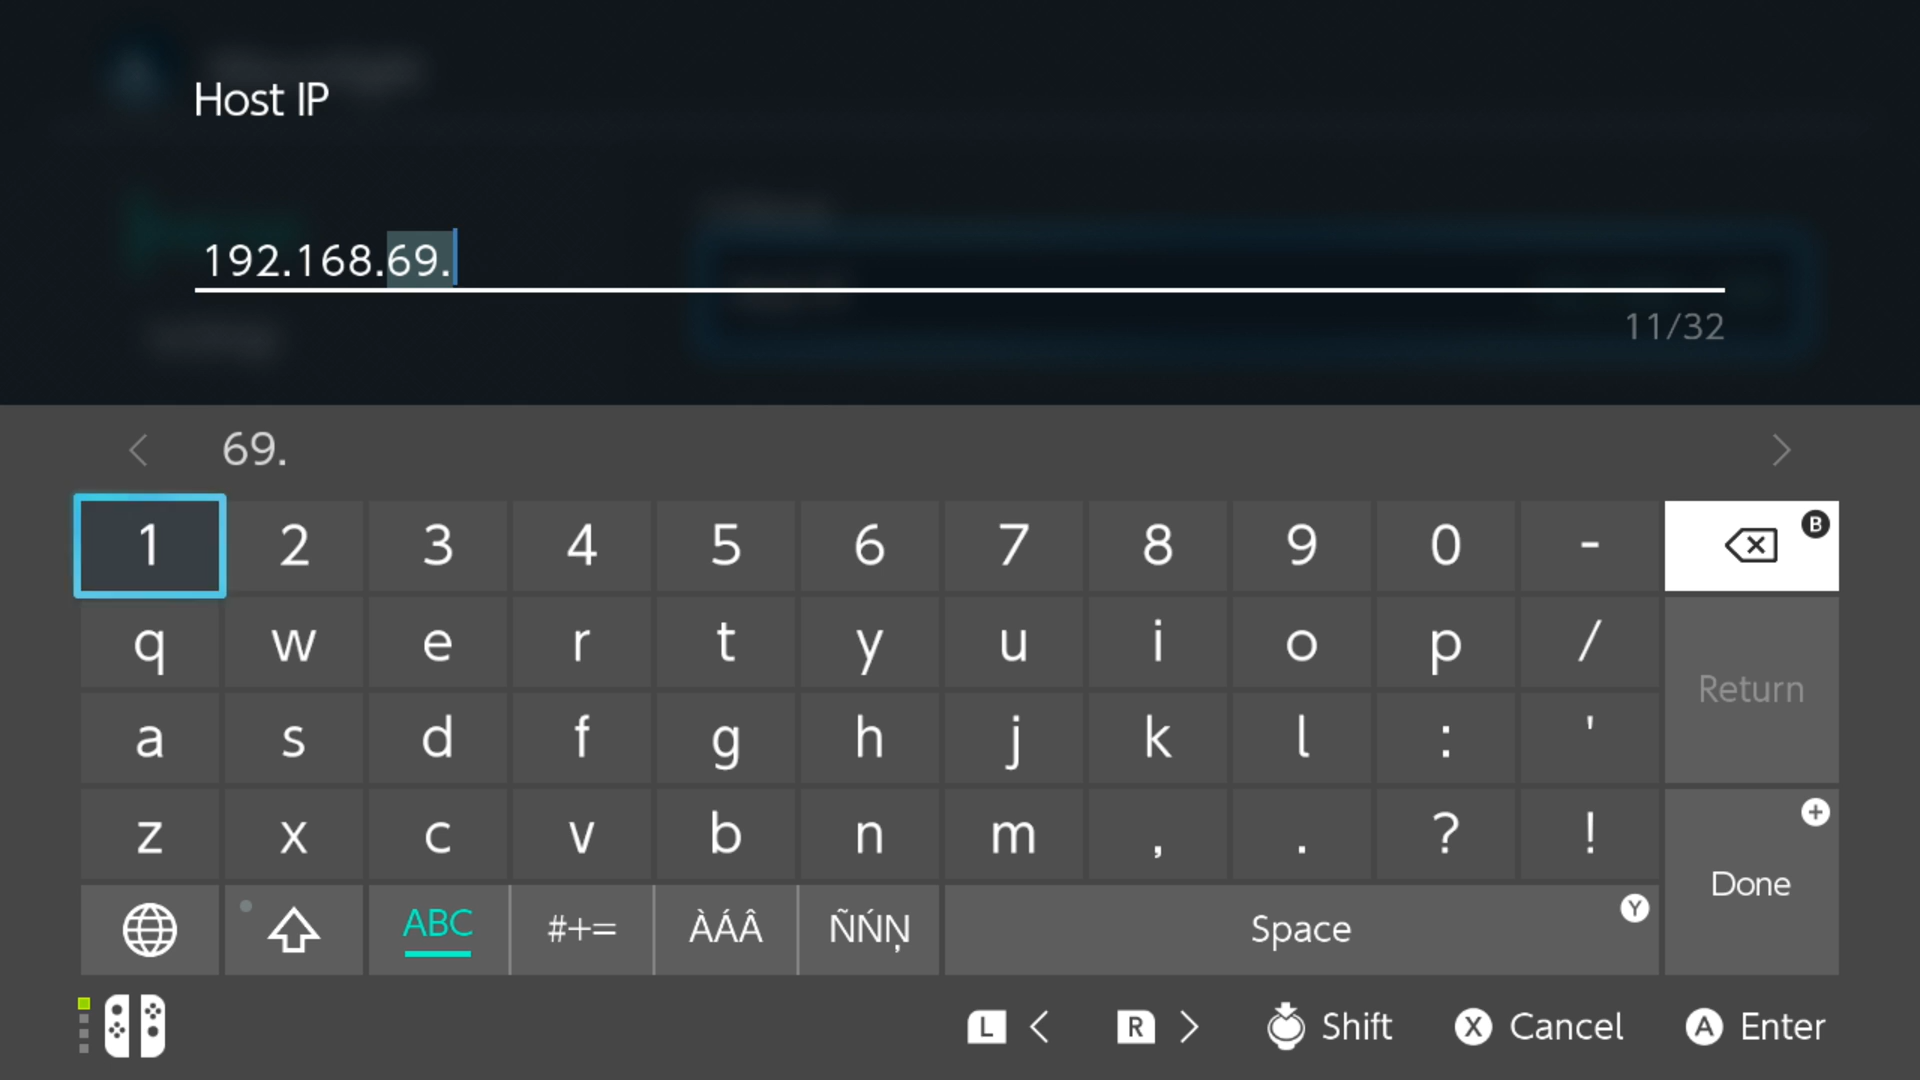 Host IP
192.168.69.
11/32
69.
1 2 3 4 5 6 7 8 9 0 - B
q w e r t y u i o p /
Return
a s d f g h j k l : '
z x c v b n m , . ? ! +
Done
ABC #+= ÀÁÂ ÑŃŅ Space Y
L < R > Shift X Cancel A Enter